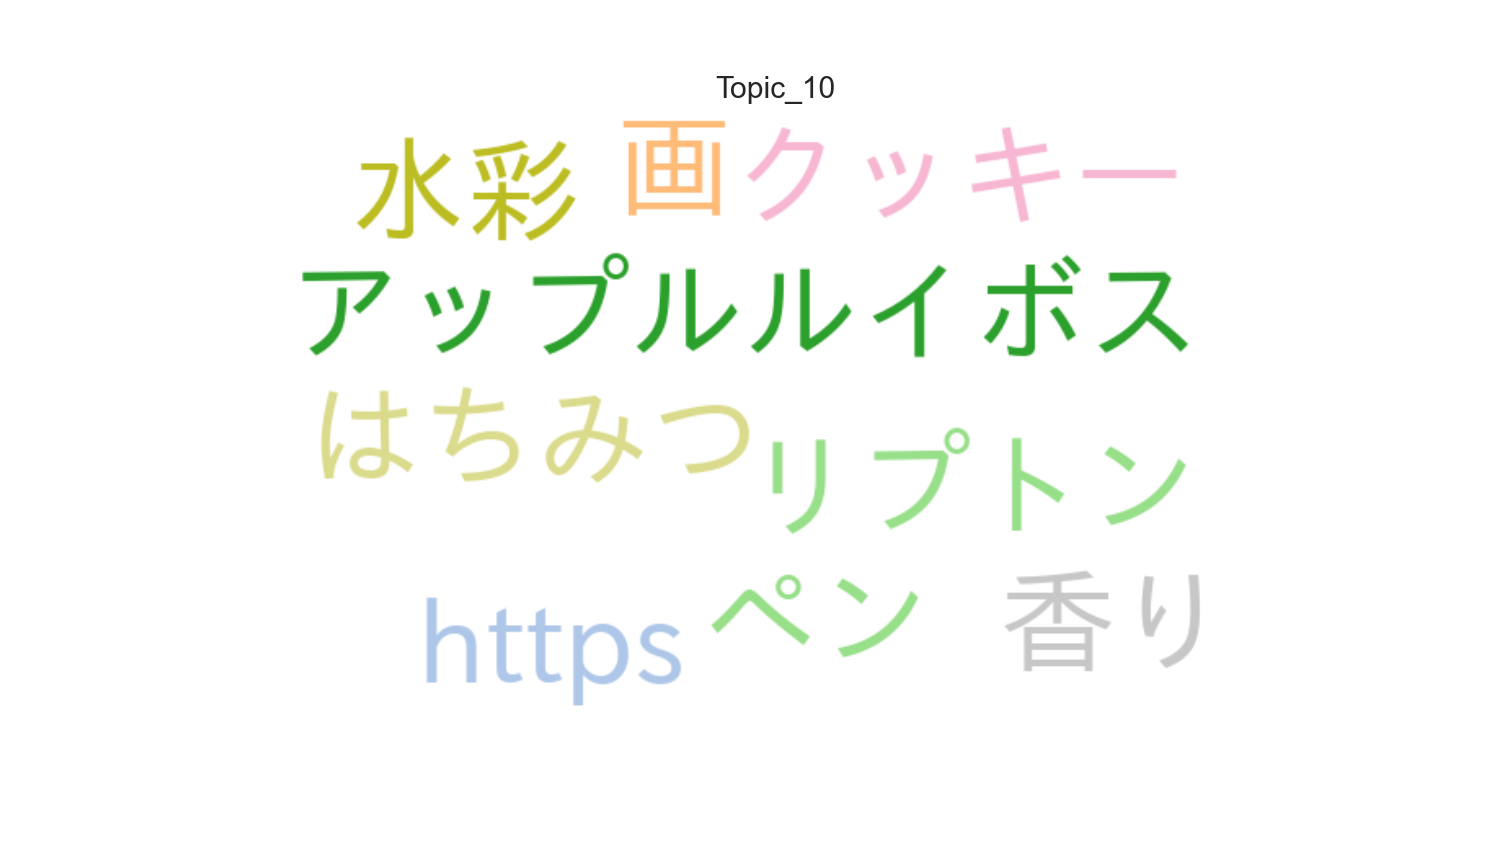 Topic_10
水彩 画 クッキー
アップルルイボス
はちみつ リプトン
https ペン 香り